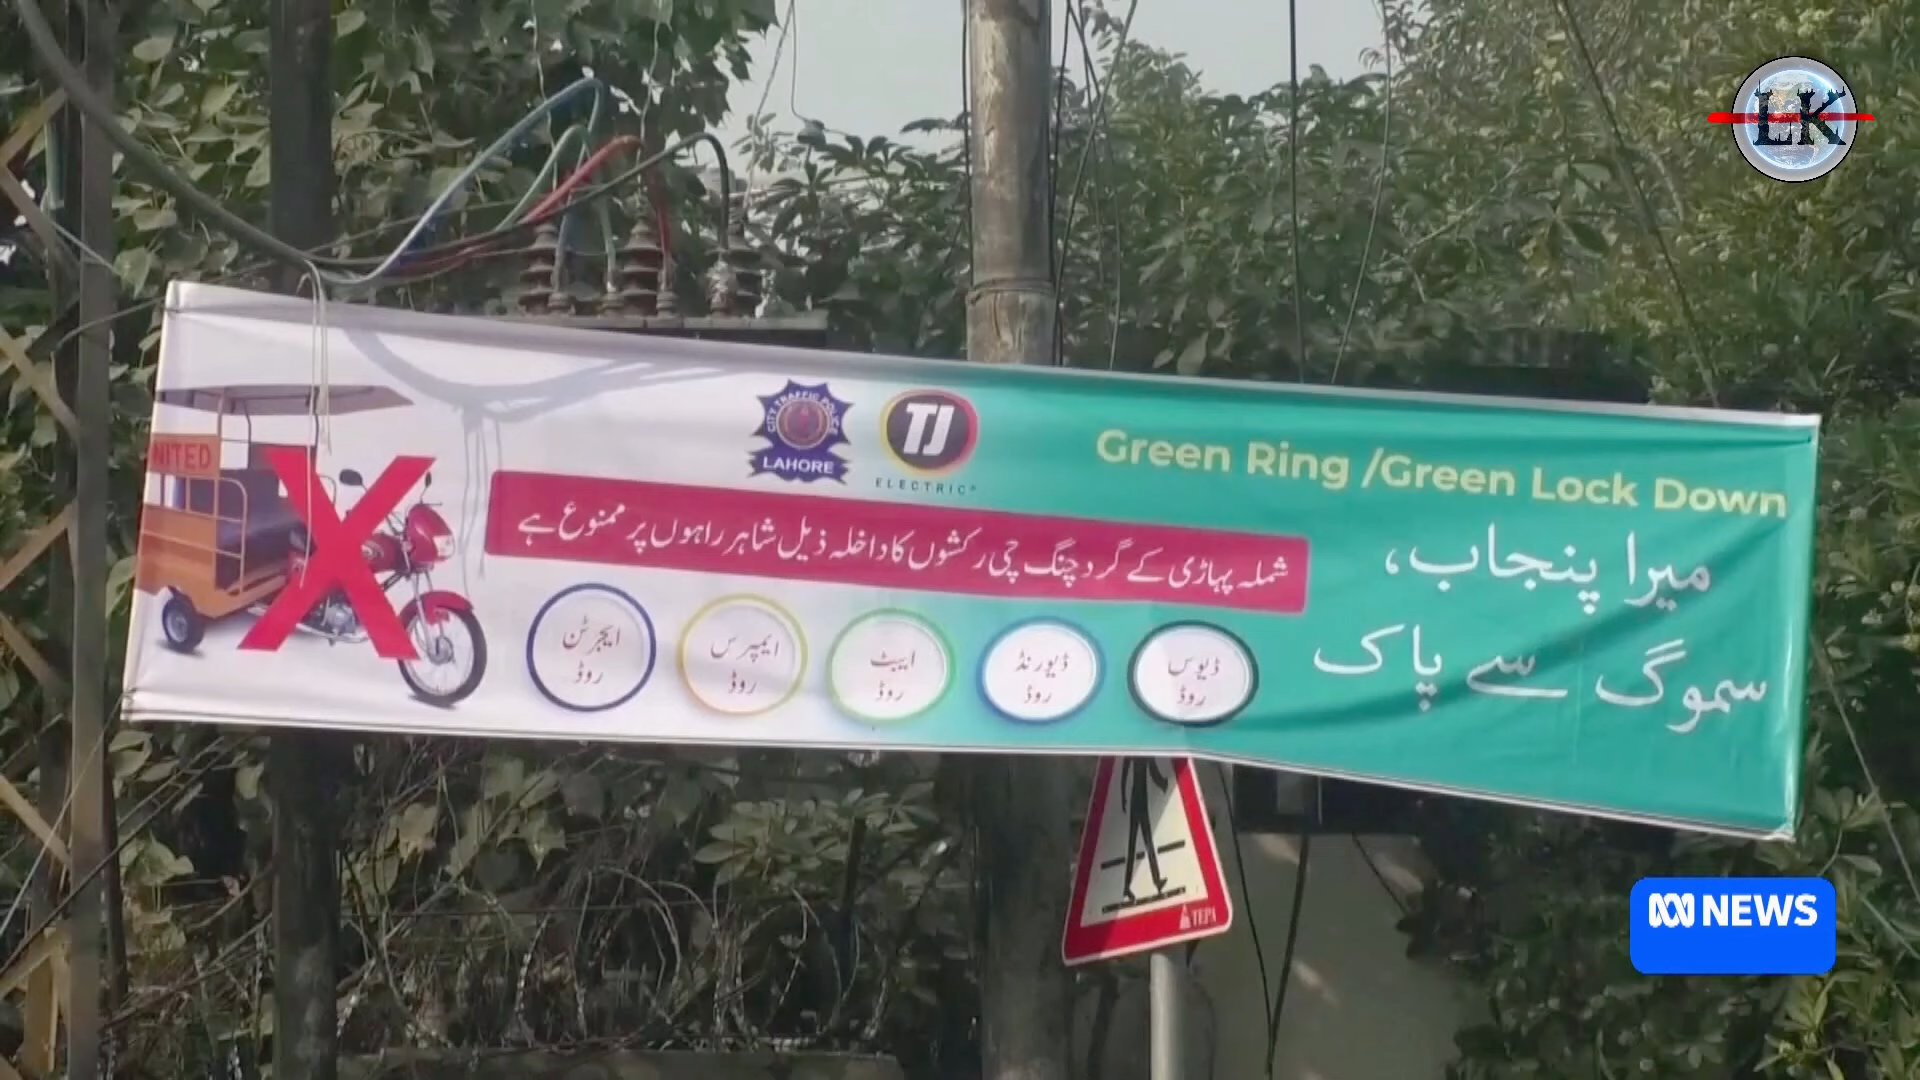 LK
CITY TRAFFIC POLICE
LAHORE
TJ
ELECTRIC
Green Ring /Green Lock Down
میرا پنجاب،
سموگ سے پاک
شملہ پہاڑی کے گرد چنگ چی رکشوں کا داخلہ ذیل شاہراہوں پر ممنوع ہے
ڈیوس
روڈ
ڈیورنڈ
روڈ
ایبٹ
روڈ
ایمپرس
روڈ
ایجرٹن
روڈ
NITED
TEPA
NEWS